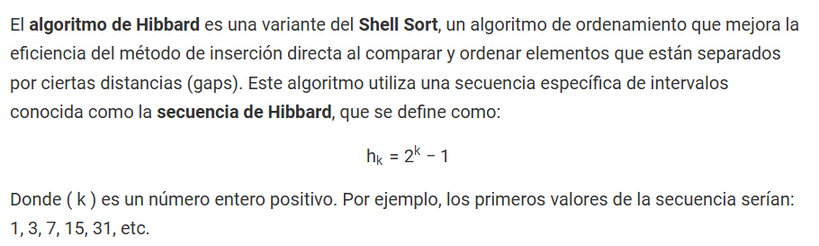 El algoritmo de Hibbard es una variante del Shell Sort, un algoritmo de ordenamiento que mejora la
eficiencia del método de inserción directa al comparar y ordenar elementos que están separados
por ciertas distancias (gaps). Este algoritmo utiliza una secuencia específica de intervalos
conocida como la secuencia de Hibbard, que se define como:
hₖ = 2ᵏ − 1
Donde ( k ) es un número entero positivo. Por ejemplo, los primeros valores de la secuencia serían:
1, 3, 7, 15, 31, etc.